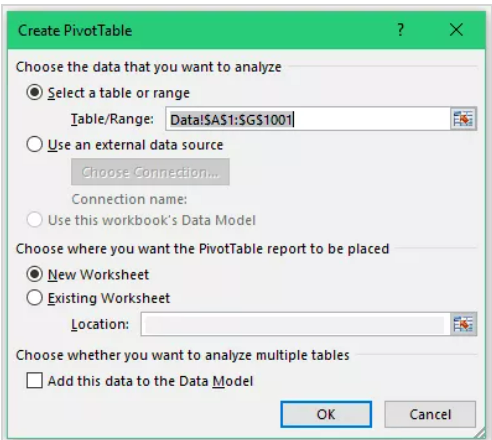 Create PivotTable ?
Choose the data that you want to analyze
Select a table or range
Table/Range: Data!$A$1:$G$1001
Use an external data source
Choose Connection...
Connection name:
Use this workbook's Data Model
Choose where you want the PivotTable report to be placed
New Worksheet
Existing Worksheet
Location:
Choose whether you want to analyze multiple tables
Add this data to the Data Model
OK Cancel